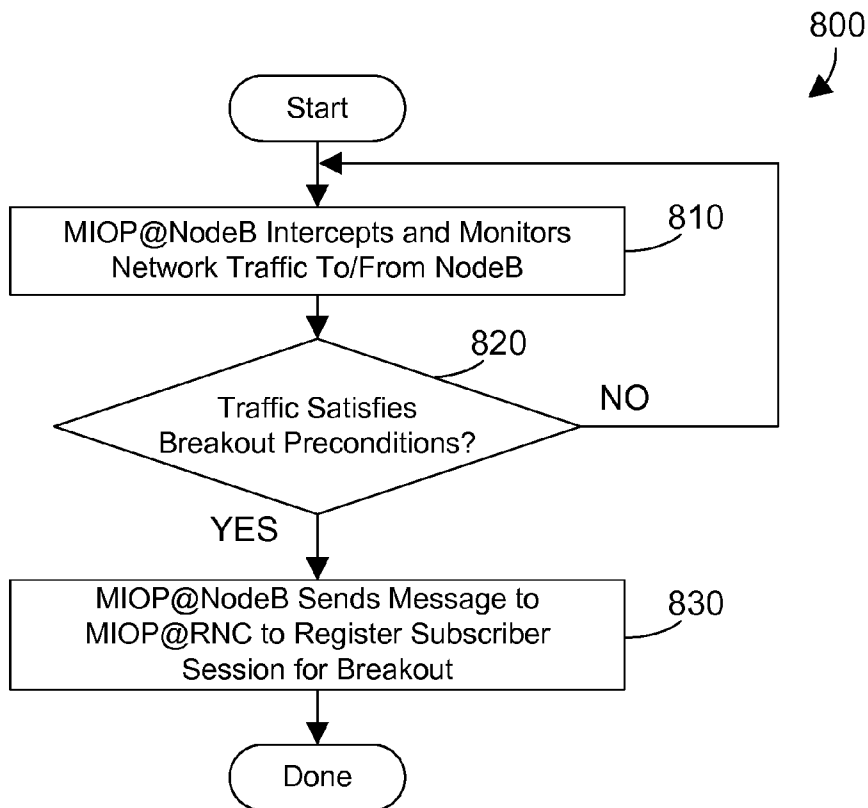 800
Start
MIOP@NodeB Intercepts and Monitors
Network Traffic To/From NodeB
810
820
Traffic Satisfies
Breakout Preconditions?
NO
YES
MIOP@NodeB Sends Message to
MIOP@RNC to Register Subscriber
Session for Breakout
830
Done